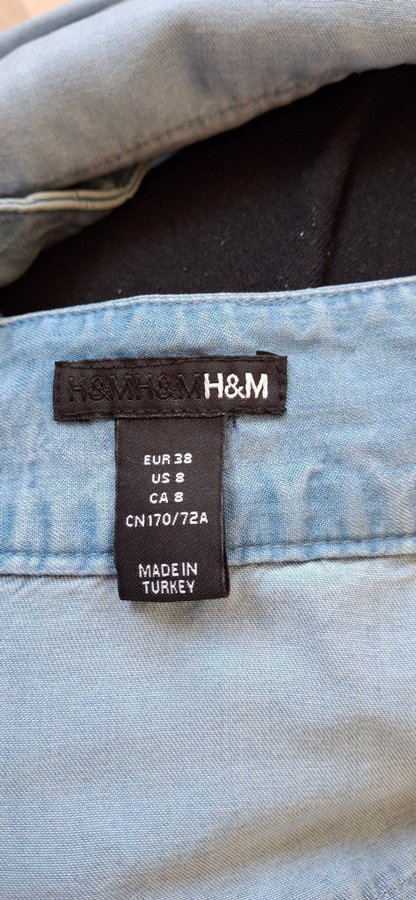 H&MH&MH&M
EUR 38
US 8
CA 8
CN170/72A
MADE IN
TURKEY